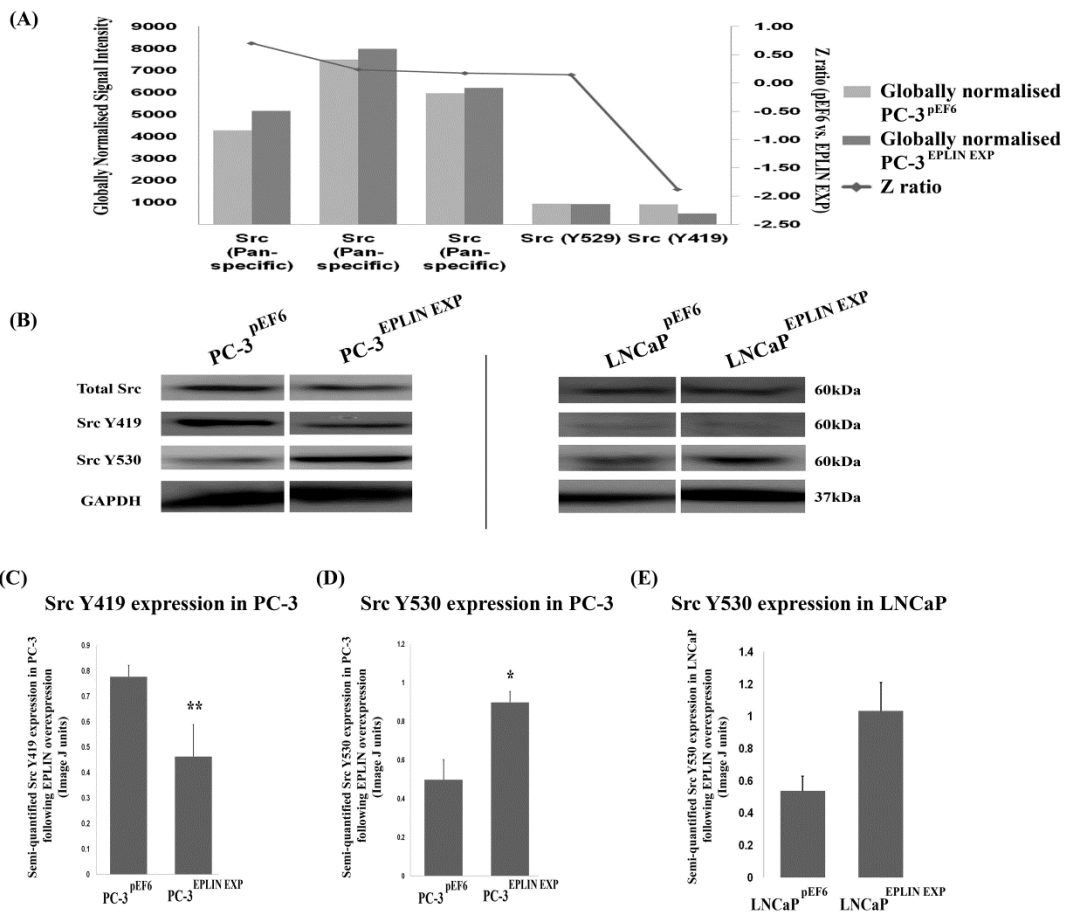 (A)
9000
8000
7000
6000
5000
4000
3000
2000
1000
Globally Normalised Signal Intensity
1.00
0.50
0.00
-0.50
-1.00
-1.50
-2.00
-2.50
Z ratio (pEF6 vs. EPLIN EXP)
Src
(Pan-
specific)
Src
(Pan-
specific)
Src
(Pan-
specific)
Src (Y529)
Src (Y419)
Globally normalised
PC-3pEF6
Globally normalised
PC-3EPLIN EXP
Z ratio
(B)
PC-3pEF6
PC-3EPLIN EXP
LNCaPpEF6
LNCaPEPLIN EXP
Total Src
60kDa
Src Y419
60kDa
Src Y530
60kDa
GAPDH
37kDa
(C)
Src Y419 expression in PC-3
Semi-quantified Src Y419 expression in PC-3
following EPLIN overexpression
(Image J units)
0.9
0.8
0.7
0.6
0.5
0.4
0.3
0.2
0.1
0
**
PC-3pEF6
PC-3EPLIN EXP
(D)
Src Y530 expression in PC-3
Semi-quantified Src Y530 expression in PC-3
following EPLIN overexpression
(Image J units)
1.2
1
0.8
0.6
0.4
0.2
0
*
PC-3pEF6
PC-3EPLIN EXP
(E)
Src Y530 expression in LNCaP
Semi-quantified Src Y530 expression in LNCaP
following EPLIN overexpression
(Image J units)
1.4
1.2
1
0.8
0.6
0.4
0.2
0
LNCaPpEF6
LNCaPEPLIN EXP